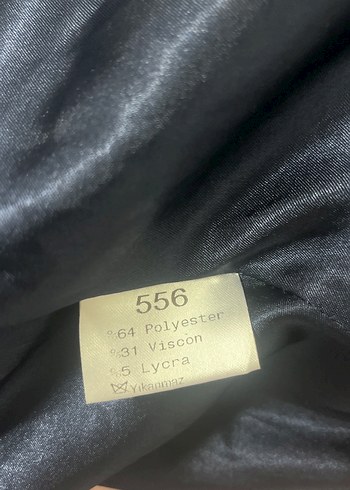 556
%64 Polyester
%31 Viscon
%5 Lycra
Yıkanmaz